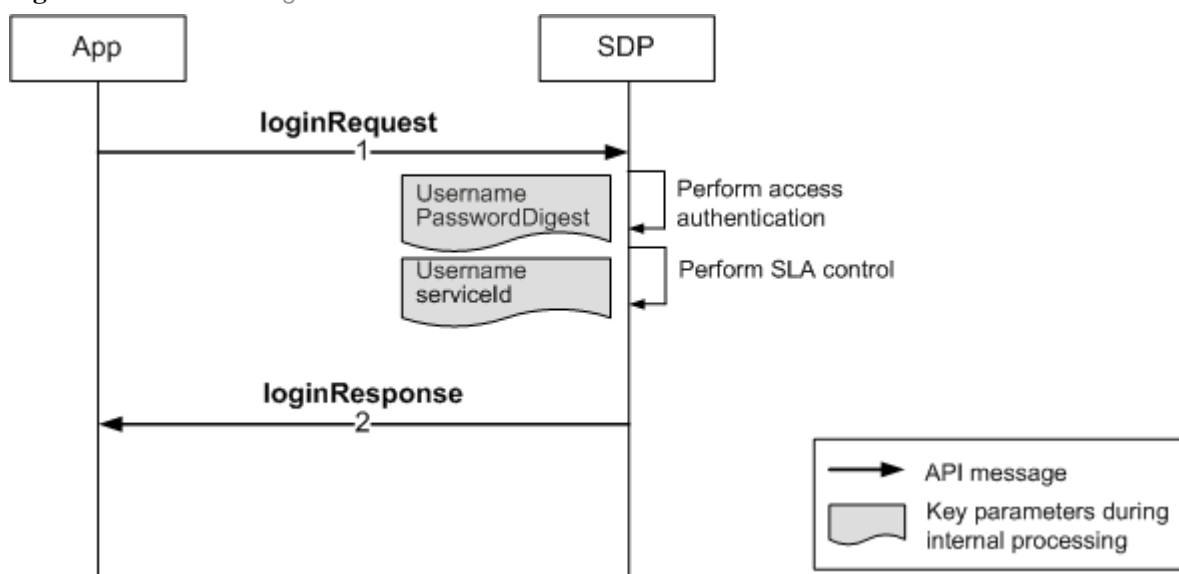 App
SDP
loginRequest
1
Username
PasswordDigest
Perform access
authentication
Username
serviceId
Perform SLA control
loginResponse
2
API message
Key parameters during
internal processing